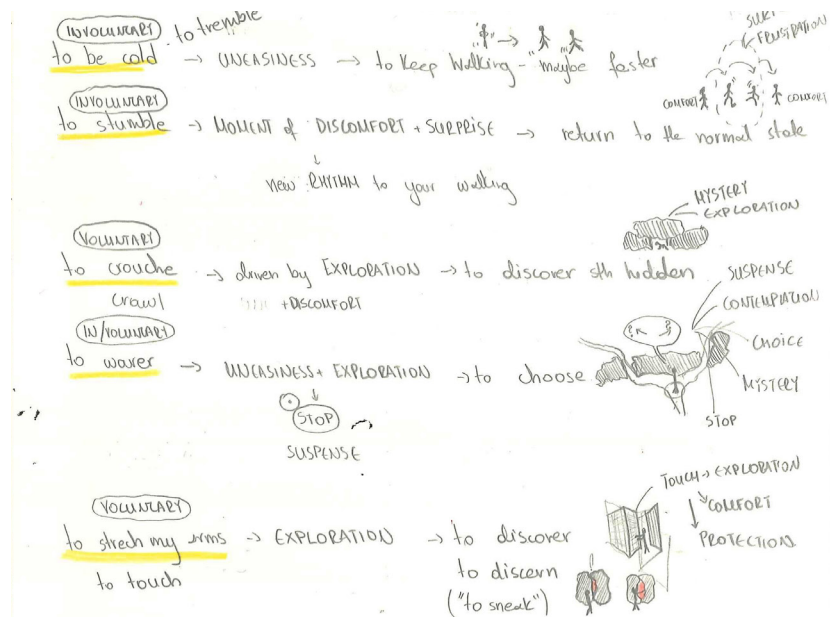 INVOLUNTARY · to tremble
to be cold → UNEASINESS → to keep walking - maybe faster
FRUSTRATION
COMFORT COMFORT
INVOLUNTARY
to stumble → MOMENT of DISCOMFORT + SURPRISE → return to the normal state
↓
new RHYTHM to your walking
MYSTERY
EXPLORATION
VOLUNTARY
to crouche → driven by EXPLORATION → to discover sth hidden
crawl +DISCOMFORT
SUSPENSE
CONTEMPLATION
CHOICE
MYSTERY
STOP
IN/VOLUNTARY
to waver → UNEASINESS + EXPLORATION → to choose
↓
STOP
SUSPENSE
TOUCH → EXPLORATION
COMFORT
PROTECTION
VOLUNTARY
to strech my arms → EXPLORATION → to discover
to touch to discern
("to sneak")